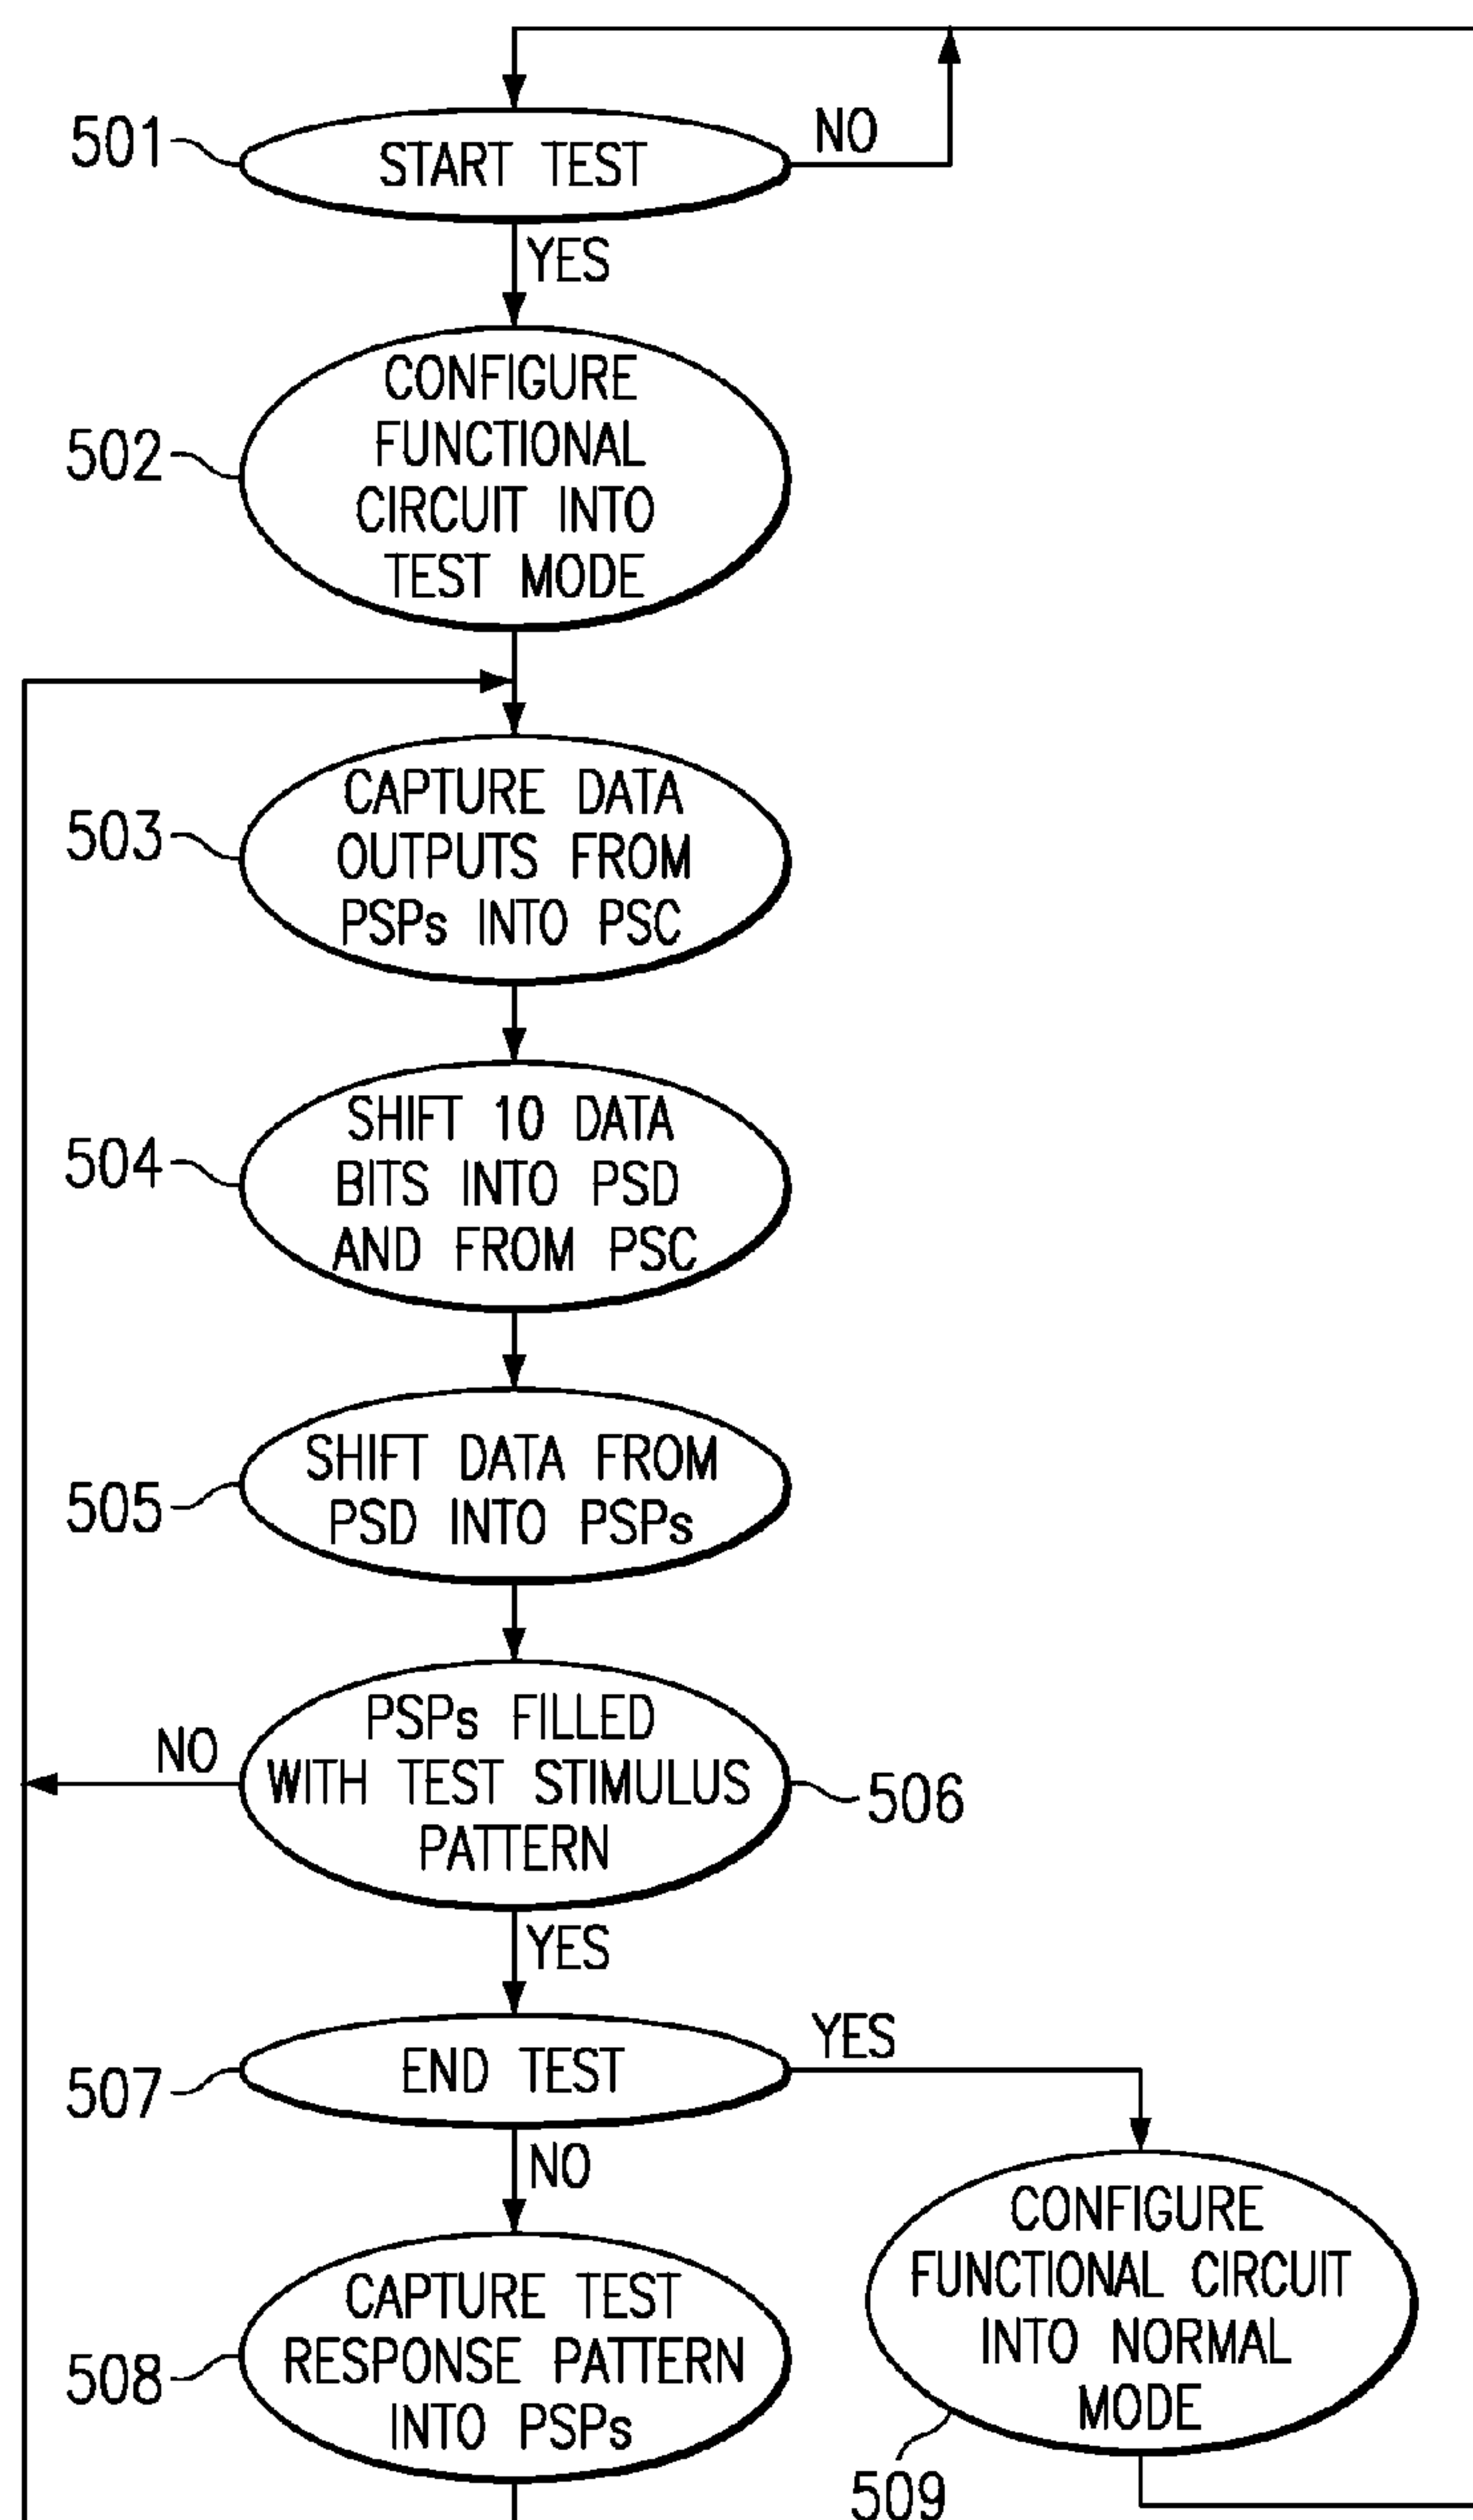 501
START TEST
NO
YES
502
CONFIGURE
FUNCTIONAL
CIRCUIT INTO
TEST MODE
503
CAPTURE DATA
OUTPUTS FROM
PSPs INTO PSC
504
SHIFT 10 DATA
BITS INTO PSD
AND FROM PSC
505
SHIFT DATA FROM
PSD INTO PSPs
NO
PSPs FILLED
WITH TEST STIMULUS
PATTERN
506
YES
507
END TEST
YES
NO
508
CAPTURE TEST
RESPONSE PATTERN
INTO PSPs
CONFIGURE
FUNCTIONAL CIRCUIT
INTO NORMAL
MODE
509